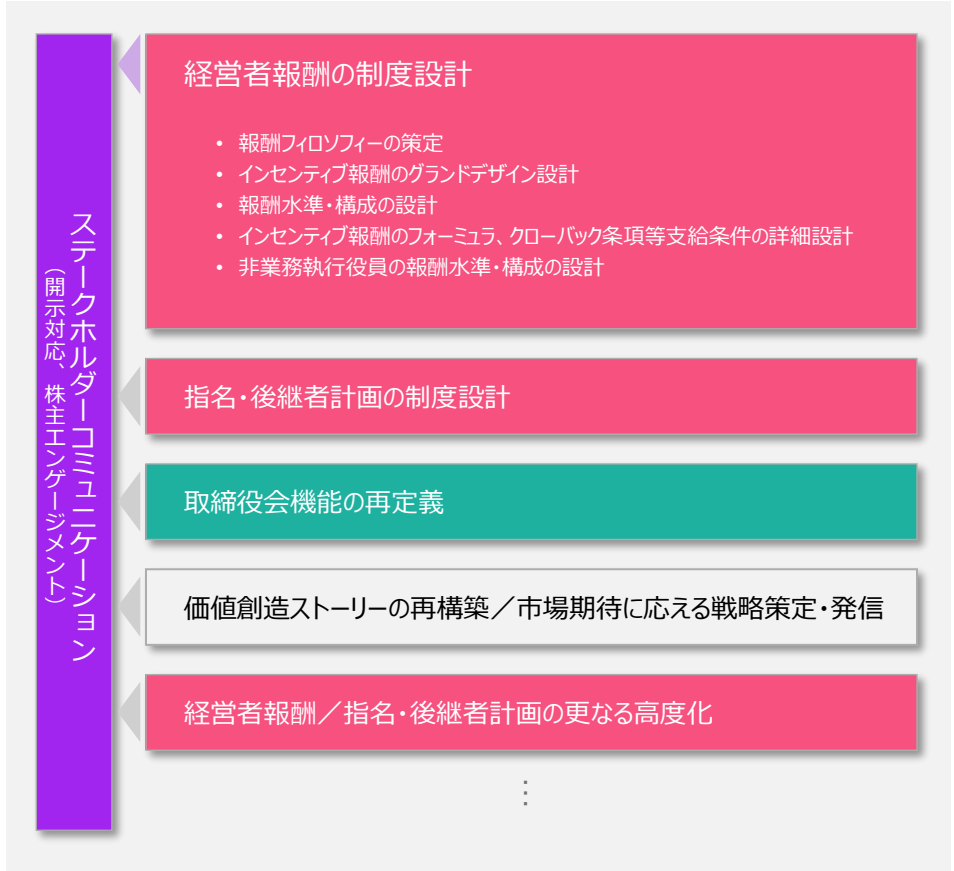 ステークホルダーコミュニケーション
（開示対応、株主エンゲージメント）
経営者報酬の制度設計
• 報酬フィロソフィーの策定
• インセンティブ報酬のグランドデザイン設計
• 報酬水準・構成の設計
• インセンティブ報酬のフォーミュラ、クローバック条項等支給条件の詳細設計
• 非業務執行役員の報酬水準・構成の設計
指名・後継者計画の制度設計
取締役会機能の再定義
価値創造ストーリーの再構築／市場期待に応える戦略策定・発信
経営者報酬／指名・後継者計画の更なる高度化
⋮